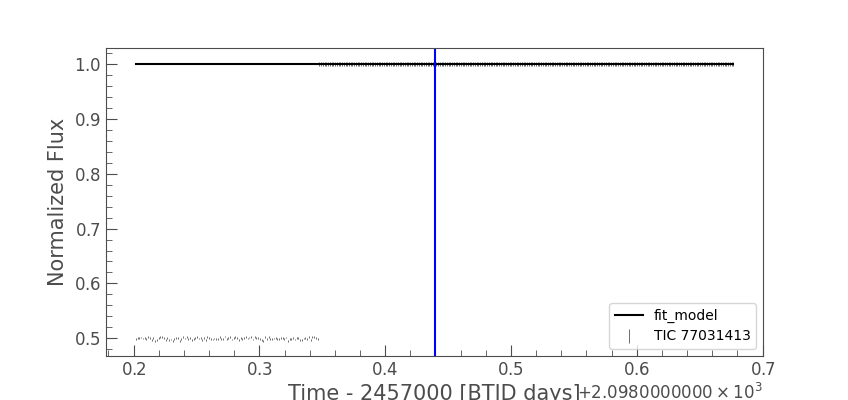 1.0
0.9
0.8
0.7
0.6
0.5
Normalized Flux
fit_model
TIC 77031413
0.2 0.3 0.4 0.5 0.6 0.7
Time - 2457000 [BTJD days]
+2.0980000000 × 10³